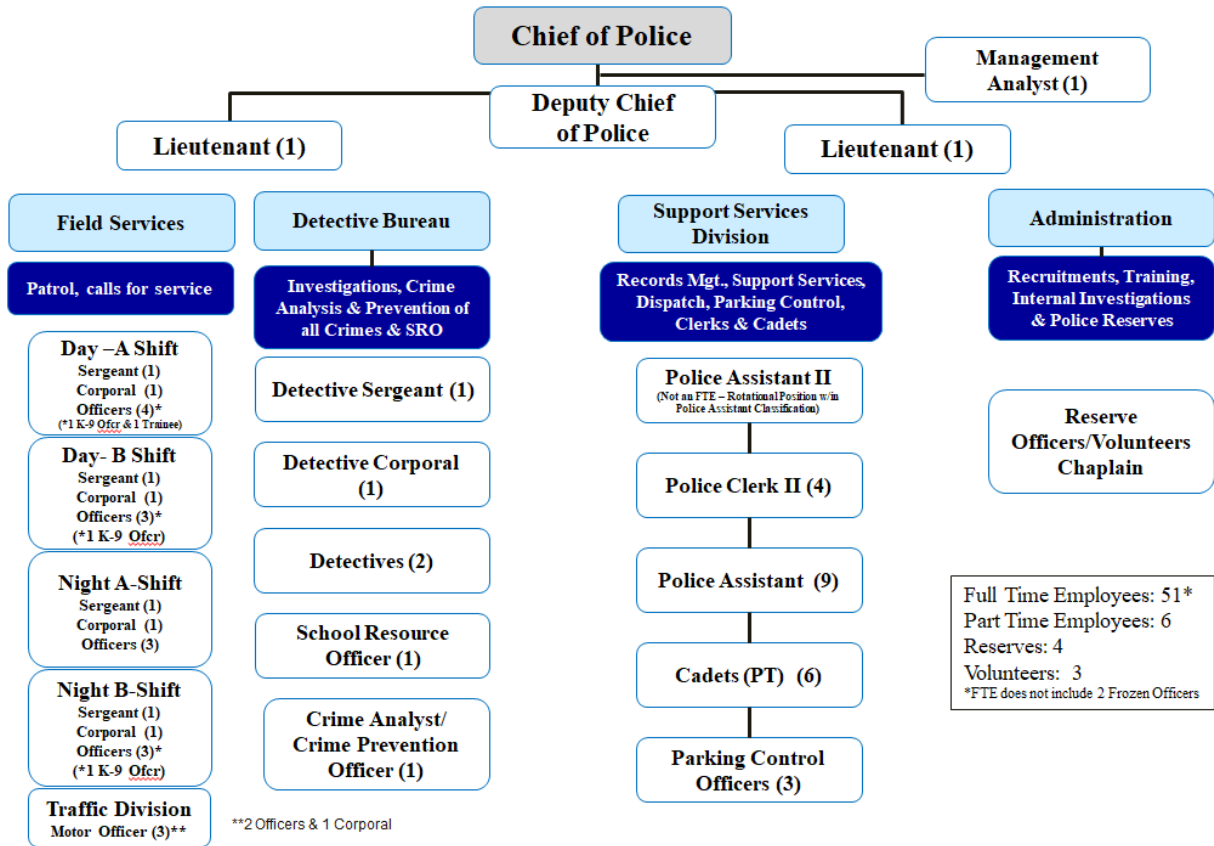 Chief of Police
Management
Analyst (1)
Deputy Chief
of Police
Lieutenant (1)
Lieutenant (1)
Field Services
Patrol, calls for service
Day –A Shift
Sergeant (1)
Corporal (1)
Officers (4)*
(*1 K-9 Ofcr & 1 Trainee)
Day- B Shift
Sergeant (1)
Corporal (1)
Officers (3)*
(*1 K-9 Ofcr)
Night A-Shift
Sergeant (1)
Corporal (1)
Officers (3)
Night B-Shift
Sergeant (1)
Corporal (1)
Officers (3)*
(*1 K-9 Ofcr)
Traffic Division
Motor Officer (3)**
**2 Officers & 1 Corporal
Detective Bureau
Investigations, Crime
Analysis & Prevention of
all Crimes & SRO
Detective Sergeant (1)
Detective Corporal
(1)
Detectives (2)
School Resource
Officer (1)
Crime Analyst/
Crime Prevention
Officer (1)
Support Services
Division
Records Mgt., Support Services,
Dispatch, Parking Control,
Clerks & Cadets
Police Assistant II
(Not an FTE – Rotational Position w/in
Police Assistant Classification)
Police Clerk II (4)
Police Assistant (9)
Cadets (PT) (6)
Parking Control
Officers (3)
Administration
Recruitments, Training,
Internal Investigations
& Police Reserves
Reserve
Officers/Volunteers
Chaplain
Full Time Employees: 51*
Part Time Employees: 6
Reserves: 4
Volunteers: 3
*FTE does not include 2 Frozen Officers